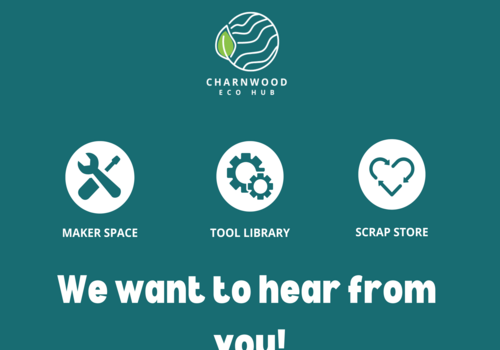 CHARNWOOD
ECO HUB
MAKER SPACE
TOOL LIBRARY
SCRAP STORE
We want to hear from
you!